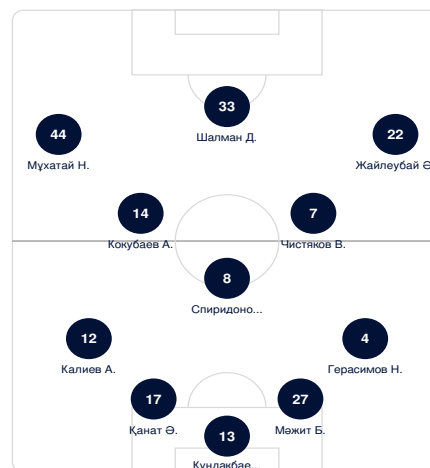 33
Шалман Д.
44
Мұхатай Н.
22
Жайлеубай Ә
14
Кокубаев А.
7
Чистяков В.
8
Спиридоно...
12
Калиев А.
4
Герасимов Н.
17
Қанат Ә.
27
Мәжит Б.
13
Кундакбае...